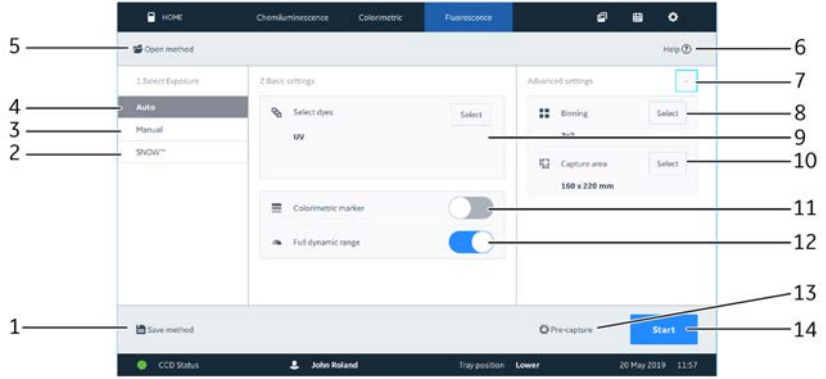 HOME Chemiluminescence Colorimetric Fluorescence
5 Open method Help ? 6
1.Select Exposure 2.Basic settings Advanced settings 7
4 Auto Select dyes Select Binning Select 8
3 Manual UV 2x2 9
2 SNOW™ Capture area Select 10
160 x 220 mm
Colorimetric marker 11
Full dynamic range 12
13
1 Save method Pre-capture Start 14
CCD Status John Roland Tray position Lower 20 May 2019 11:57